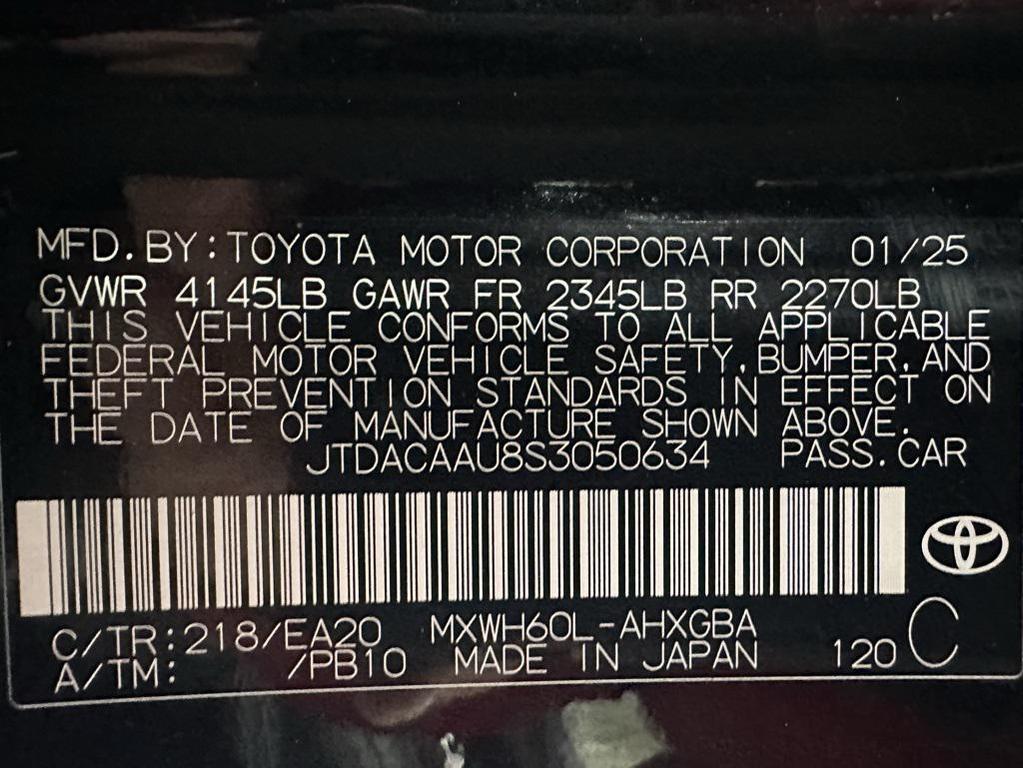 MFD. BY: TOYOTA MOTOR CORPORATION 01/25
GVWR 4145LB GAWR FR 2345LB RR 2270LB
THIS VEHICLE CONFORMS TO ALL APPLICABLE
FEDERAL MOTOR VEHICLE SAFETY, BUMPER, AND
THEFT PREVENTION STANDARDS IN EFFECT ON
THE DATE OF MANUFACTURE SHOWN ABOVE.
JTDACAAU8S3050634 PASS. CAR
C/TR: 218/EA20 MXWH60L-AHXGBA
A/TM: /PB10 MADE IN JAPAN 120 C